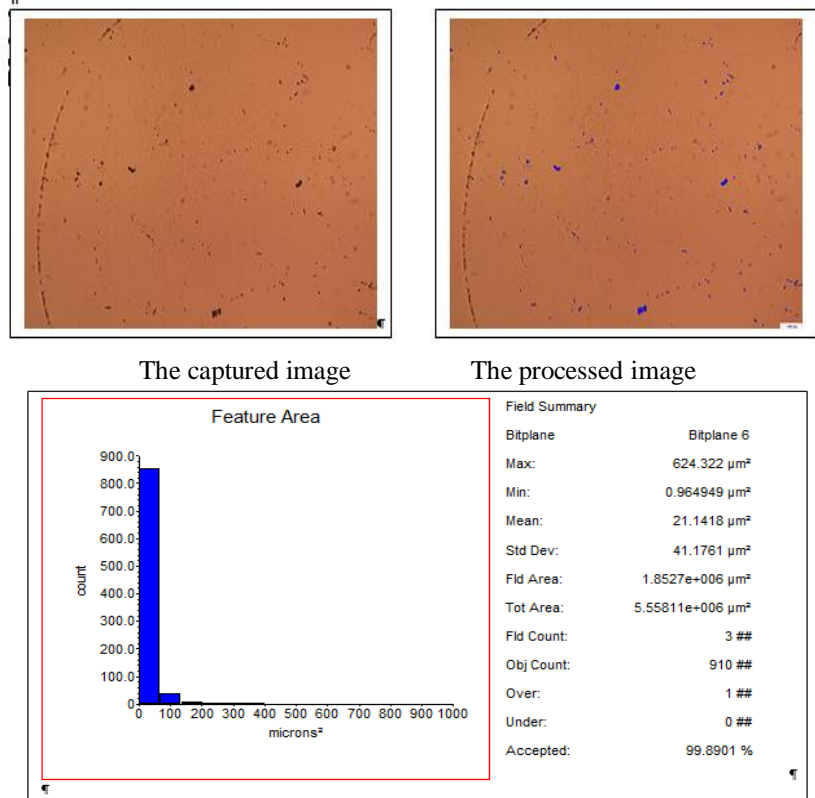 The captured image
The processed image
Feature Area
900.0
800.0
700.0
600.0
500.0
400.0
300.0
200.0
100.0
0
count
0 100 200 300 400 500 600 700 800 900 1000
microns²
Field Summary
Bitplane Bitplane 6
Max: 624.322 µm²
Min: 0.964949 µm²
Mean: 21.1418 µm²
Std Dev: 41.1761 µm²
Fld Area: 1.8527e+006 µm²
Tot Area: 5.55811e+006 µm²
Fld Count: 3 ##
Obj Count: 910 ##
Over: 1 ##
Under: 0 ##
Accepted: 99.8901 %